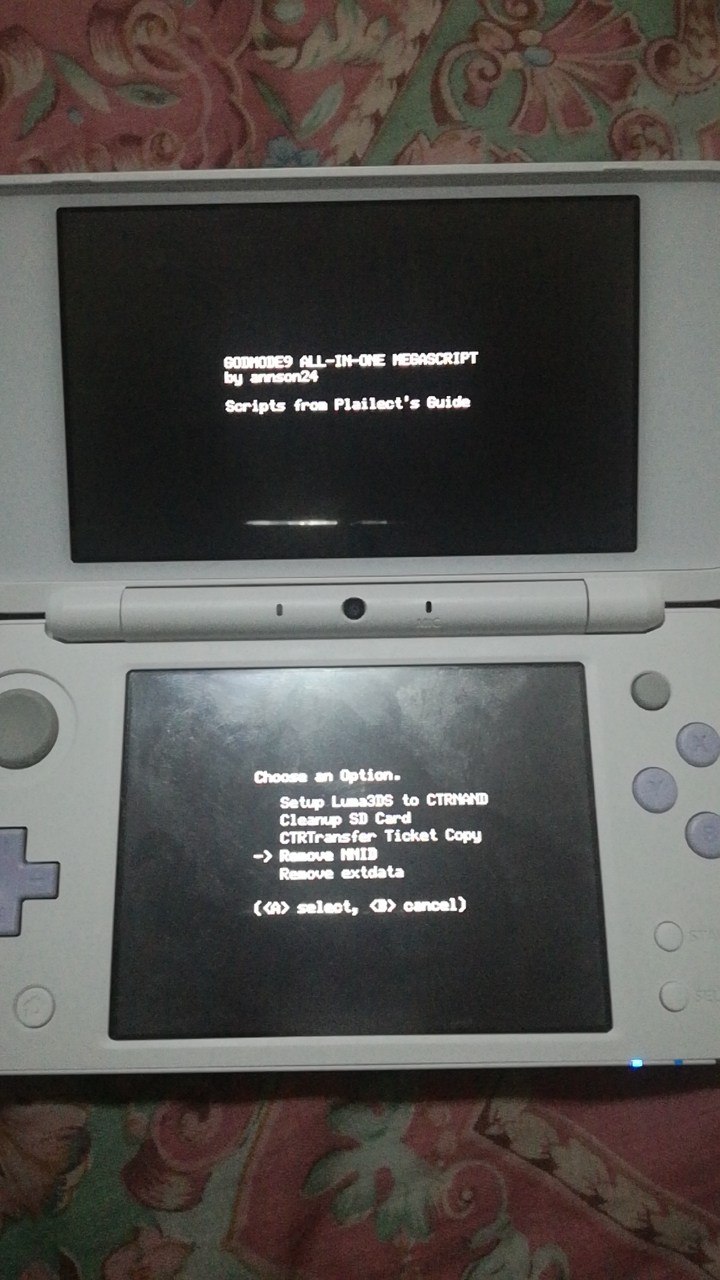 GODMODE9 ALL-IN-ONE MEGASCRIPT
by annson24
Scripts from Plailect's Guide
Choose an Option.
Setup Luma3DS to CTRNAND
Cleanup SD Card
CTRTransfer Ticket Copy
-> Remove NNID
Remove extdata
(<A> select, <B> cancel)
X
Y